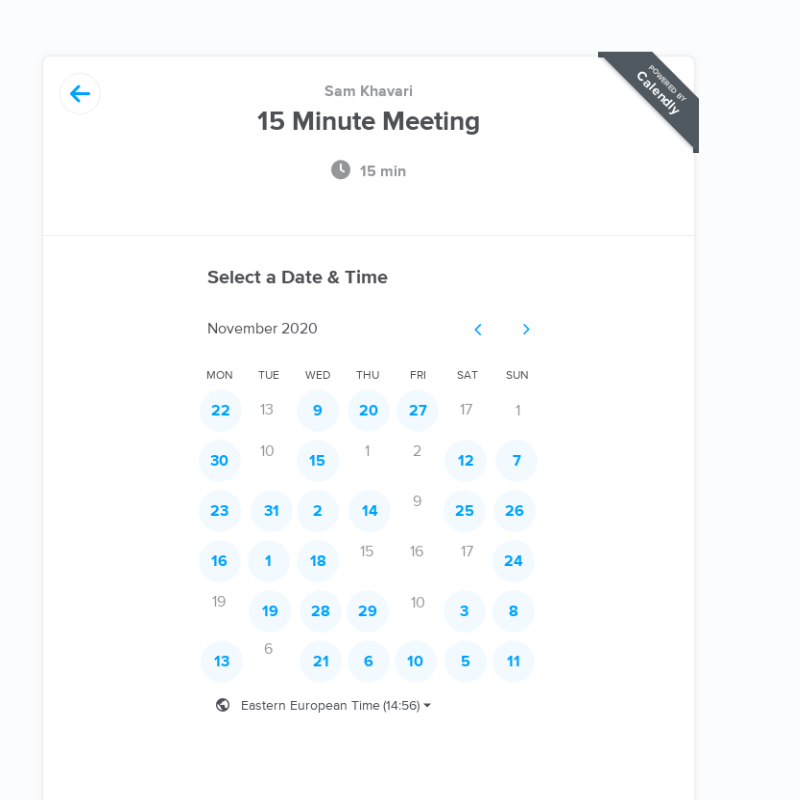 POWERED BY
Calendly
Sam Khavari
15 Minute Meeting
15 min
Select a Date & Time
November 2020
MON TUE WED THU FRI SAT SUN
22 13 9 20 27 17 1
30 10 15 1 2 12 7
23 31 2 14 9 25 26
16 1 18 15 16 17 24
19 19 28 29 10 3 8
13 6 21 6 10 5 11
Eastern European Time (14:56)